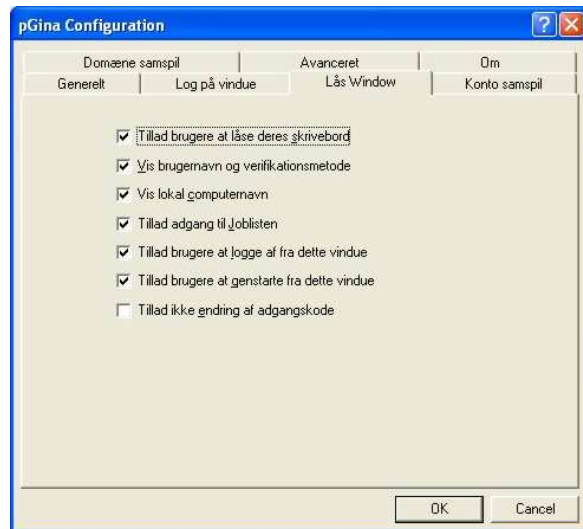 pGina Configuration
Domæne samspil Avanceret Om
Generelt Log på vindue Lås Window Konto samspil
Tillad brugere at låse deres skrivebord
Vis brugernavn og verifikationsmetode
Vis lokal computernavn
Tillad adgang til Joblisten
Tillad brugere at logge af fra dette vindue
Tillad brugere at genstarte fra dette vindue
Tillad ikke endring af adgangskode
OK Cancel